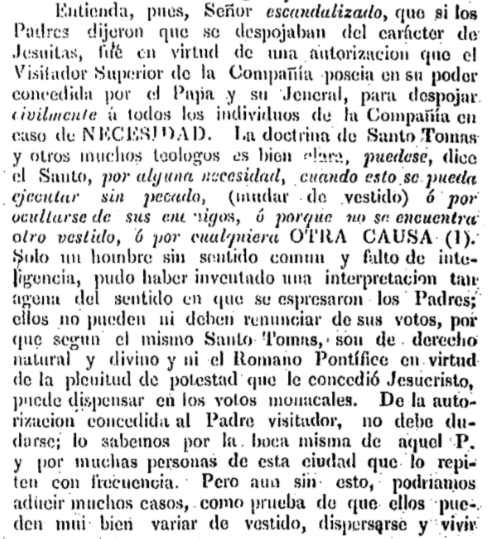 Entienda, pues, Señor escandalizado, que si los
Padres dijeron que se despojaban del carácter de
Jesuitas, fué en virtud de una autorizacion que el
Visitador Superior de la Compañía poseia en su poder
concedida por el Papa y su Jeneral, para despojar
civilmente á todos los individuos de la Compañía en
caso de NECESIDAD. La doctrina de Santo Tomas
y otros muchos teologos es bien clara, puedese, dice
el Santo, por alguna necesidad, cuando esto se pueda
ejecutar sin pecado, (mudar de vestido) ó por
ocultarse de sus enemigos, ó porque no se encuentra
otro vestido, ó por cualquiera OTRA CAUSA (1).
Solo un hombre sin sentido comun y falto de inte-
ligencia, pudo haber inventado una interpretacion tan
agena del sentido en que se espresaron los Padres;
ellos no pueden ni deben renunciar de sus votos, por
que segun el mismo Santo Tomas, son de derecho
natural y divino y ni el Romano Pontífice en virtud
de la plenitud de potestad que le concedió Jesucristo,
puede dispensar en los votos monacales. De la auto-
rizacion concedida al Padre visitador, no debe du-
darse; lo sabemos por la boca misma de aquel P.
y por muchas personas de esta ciudad que lo repi-
ten con frecuencia. Pero aun sin esto, podriamos
aducir muchos casos, como prueba de que ellos pue-
den mui bien variar de vestido, dispersarse y vivir